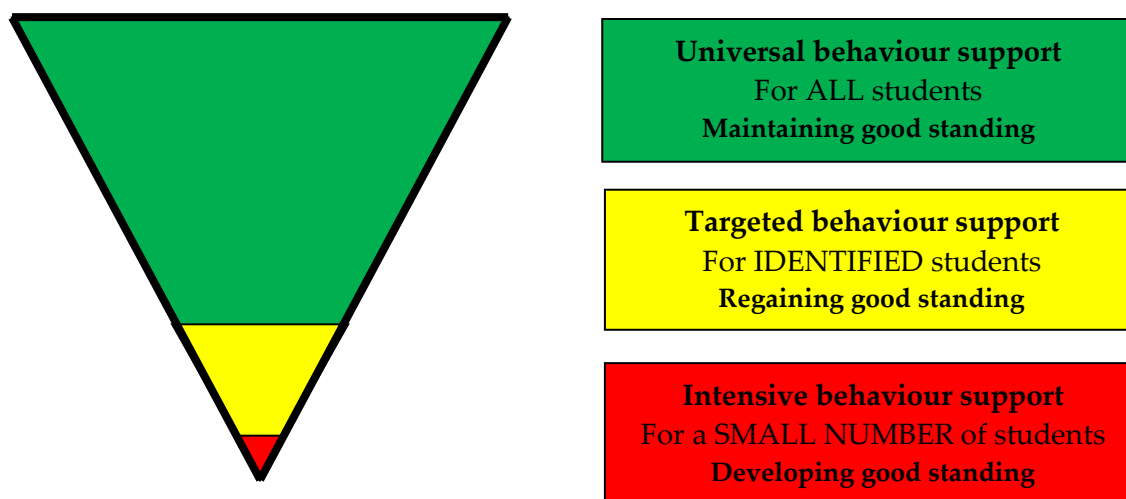 Universal behaviour support
For ALL students
Maintaining good standing
Targeted behaviour support
For IDENTIFIED students
Regaining good standing
Intensive behaviour support
For a SMALL NUMBER of students
Developing good standing